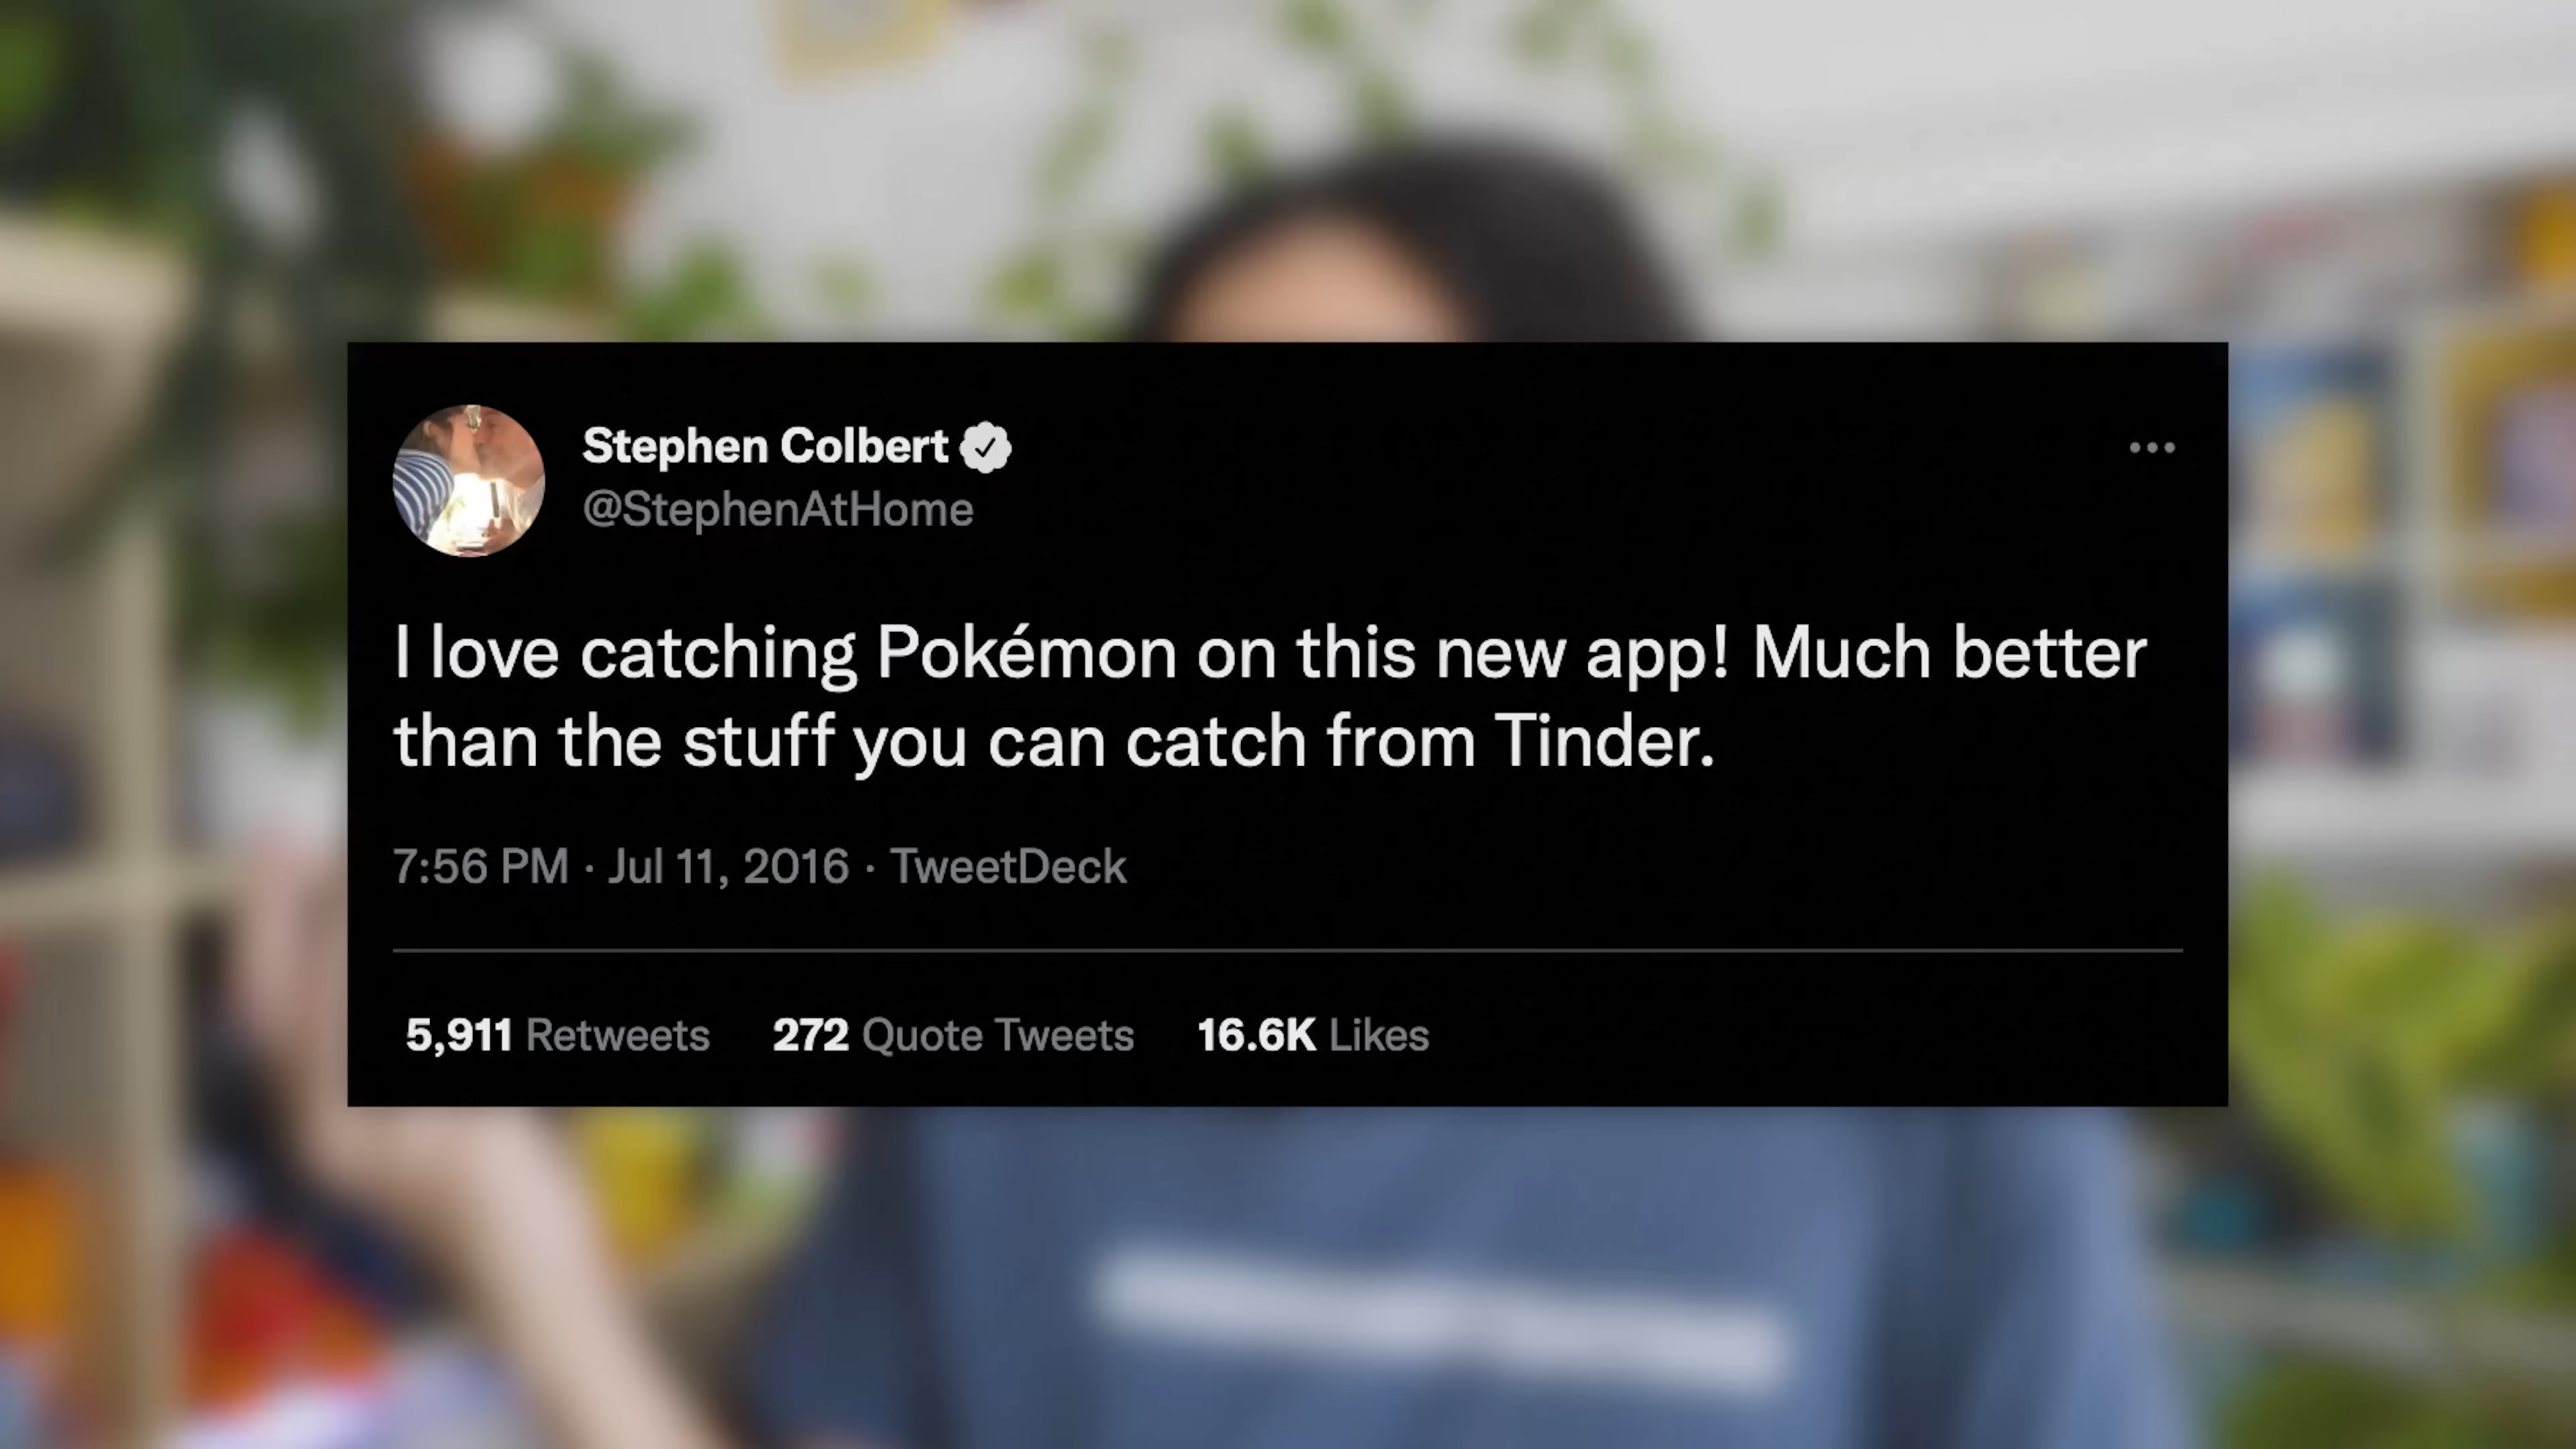 Stephen Colbert
@StephenAtHome
I love catching Pokémon on this new app! Much better
than the stuff you can catch from Tinder.
7:56 PM · Jul 11, 2016 · TweetDeck
5,911 Retweets 272 Quote Tweets 16.6K Likes